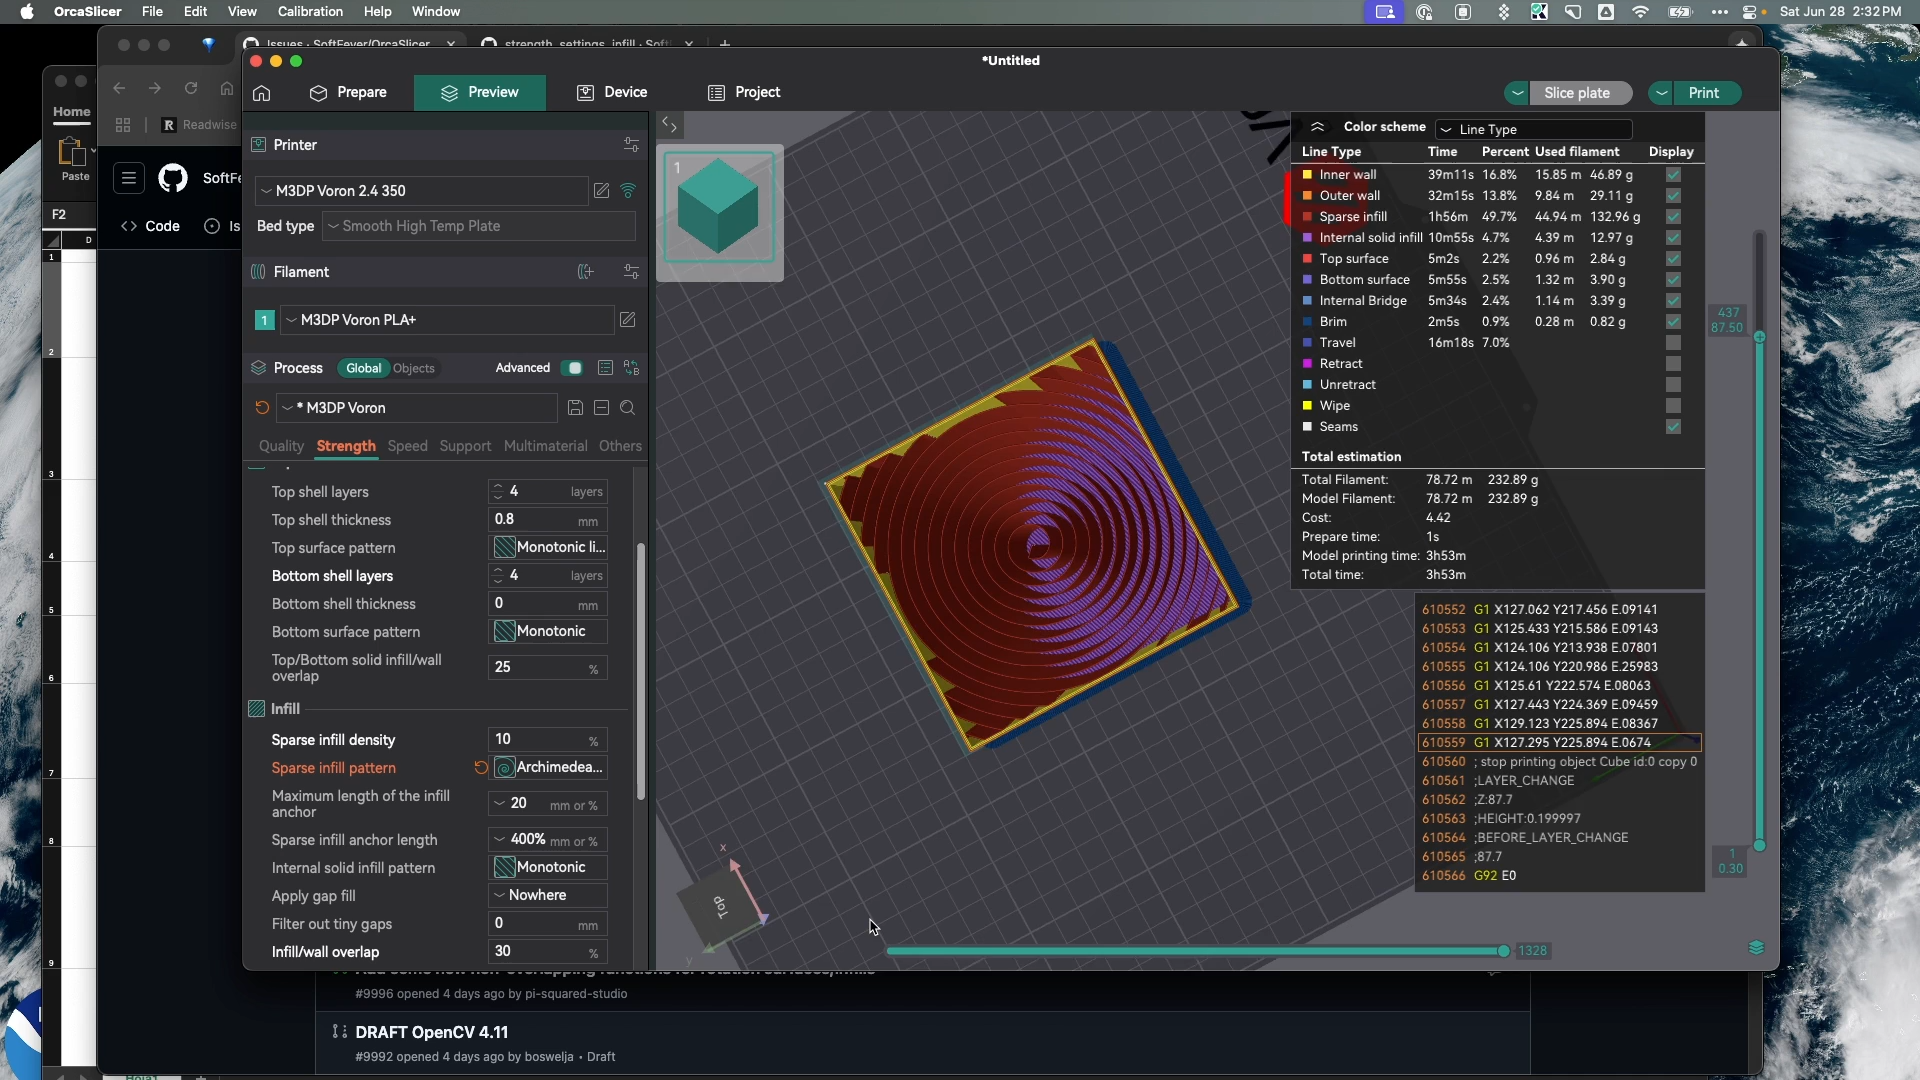 OrcaSlicer File Edit View Calibration Help Window
Sat Jun 28 2:32 PM
Issues · SoftFever/OrcaSlicer
strength_settings_infill · Soft
*Untitled
Home
Prepare
Preview
Device
Project
Slice plate
Print
Readwise
Paste
SoftFe
F2
D
Code
Is
1
2
3
4
5
6
7
8
9
Printer
M3DP Voron 2.4 350
Bed type Smooth High Temp Plate
Filament
1 M3DP Voron PLA+
Process Global Objects Advanced
* M3DP Voron
Quality Strength Speed Support Multimaterial Others
Top shell layers 4 layers
Top shell thickness 0.8 mm
Top surface pattern Monotonic li...
Bottom shell layers 4 layers
Bottom shell thickness 0 mm
Bottom surface pattern Monotonic
Top/Bottom solid infill/wall overlap 25 %
Infill
Sparse infill density 10 %
Sparse infill pattern Archimedea...
Maximum length of the infill anchor 20 mm or %
Sparse infill anchor length 400% mm or %
Internal solid infill pattern Monotonic
Apply gap fill Nowhere
Filter out tiny gaps 0 mm
Infill/wall overlap 30 %
1
Color scheme Line Type
Line Type Time Percent Used filament Display
Inner wall 39m11s 16.8% 15.85 m 46.89 g
Outer wall 32m15s 13.8% 9.84 m 29.11 g
Sparse infill 1h56m 49.7% 44.94 m 132.96 g
Internal solid infill 10m55s 4.7% 4.39 m 12.97 g
Top surface 5m2s 2.2% 0.96 m 2.84 g
Bottom surface 5m55s 2.5% 1.32 m 3.90 g
Internal Bridge 5m34s 2.4% 1.14 m 3.39 g
Brim 2m5s 0.9% 0.28 m 0.82 g
Travel 16m18s 7.0%
Retract
Unretract
Wipe
Seams
Total estimation
Total Filament: 78.72 m 232.89 g
Model Filament: 78.72 m 232.89 g
Cost: 4.42
Prepare time: 1s
Model printing time: 3h53m
Total time: 3h53m
437
87.50
610552 G1 X127.062 Y217.456 E.09141
610553 G1 X125.433 Y215.586 E.09143
610554 G1 X124.106 Y213.938 E.07801
610555 G1 X124.106 Y220.986 E.25983
610556 G1 X125.61 Y222.574 E.08063
610557 G1 X127.443 Y224.369 E.09459
610558 G1 X129.123 Y225.894 E.08367
610559 G1 X127.295 Y225.894 E.0674
610560 ; stop printing object Cube id:0 copy 0
610561 ;LAYER_CHANGE
610562 ;Z:87.7
610563 ;HEIGHT:0.199997
610564 ;BEFORE_LAYER_CHANGE
610565 ;87.7
610566 G92 E0
1
0.30
x
Top
y
1328
#9996 opened 4 days ago by pi-squared-studio
DRAFT OpenCV 4.11
#9992 opened 4 days ago by boswelja • Draft